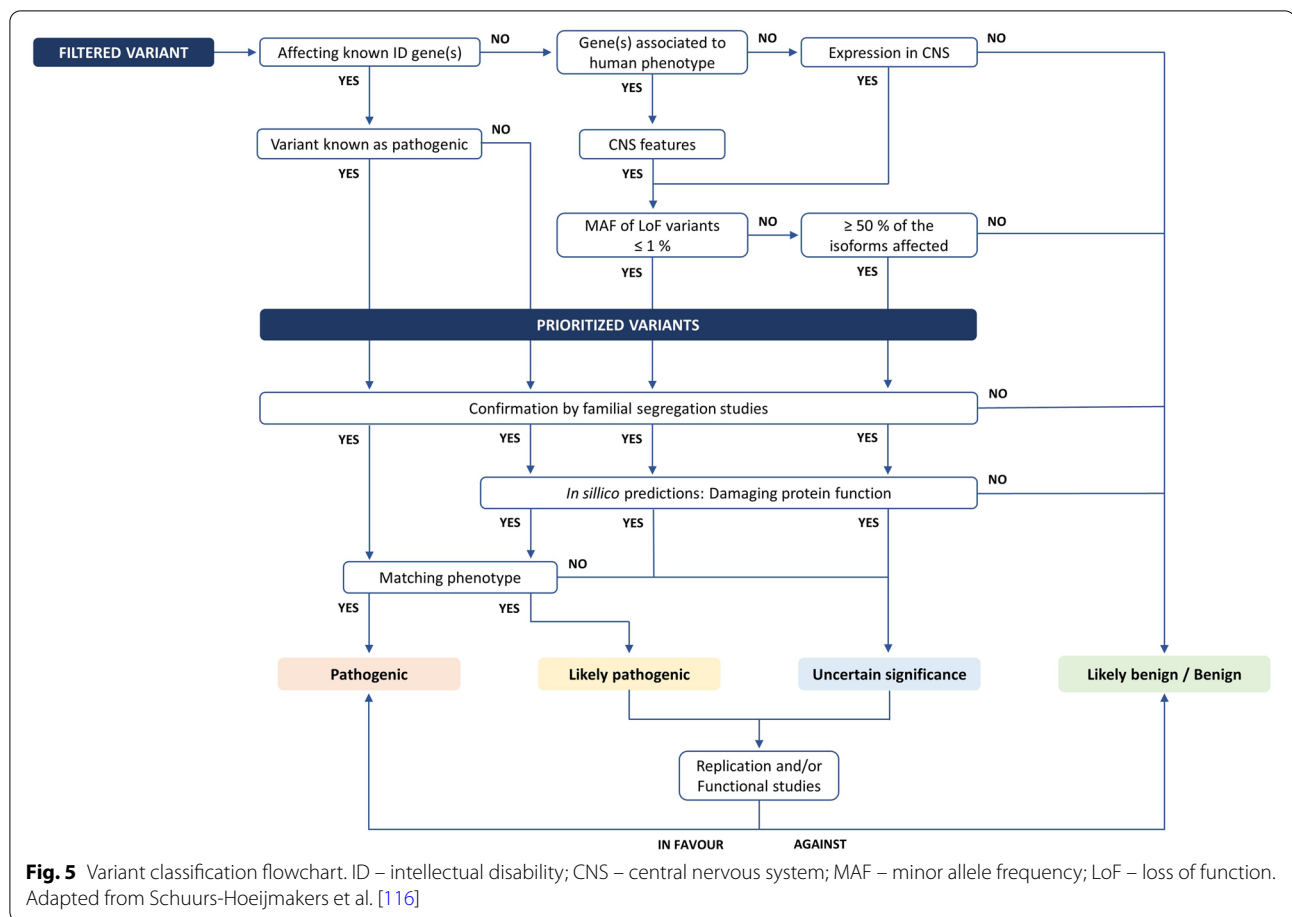 FILTERED VARIANT
Affecting known ID gene(s)
NO
Gene(s) associated to
human phenotype
NO
Expression in CNS
NO
YES
YES
YES
Variant known as pathogenic
NO
CNS features
YES
YES
MAF of LoF variants
≤ 1 %
NO
≥ 50 % of the
isoforms affected
NO
YES
YES
PRIORITIZED VARIANTS
Confirmation by familial segregation studies
NO
YES
YES
YES
YES
In sillico predictions: Damaging protein function
NO
YES
YES
YES
Matching phenotype
NO
YES
YES
Pathogenic
Likely pathogenic
Uncertain significance
Likely benign / Benign
Replication and/or
Functional studies
IN FAVOUR
AGAINST
Fig. 5 Variant classification flowchart. ID – intellectual disability; CNS – central nervous system; MAF – minor allele frequency; LoF – loss of function.
Adapted from Schuurs-Hoeijmakers et al. [116]